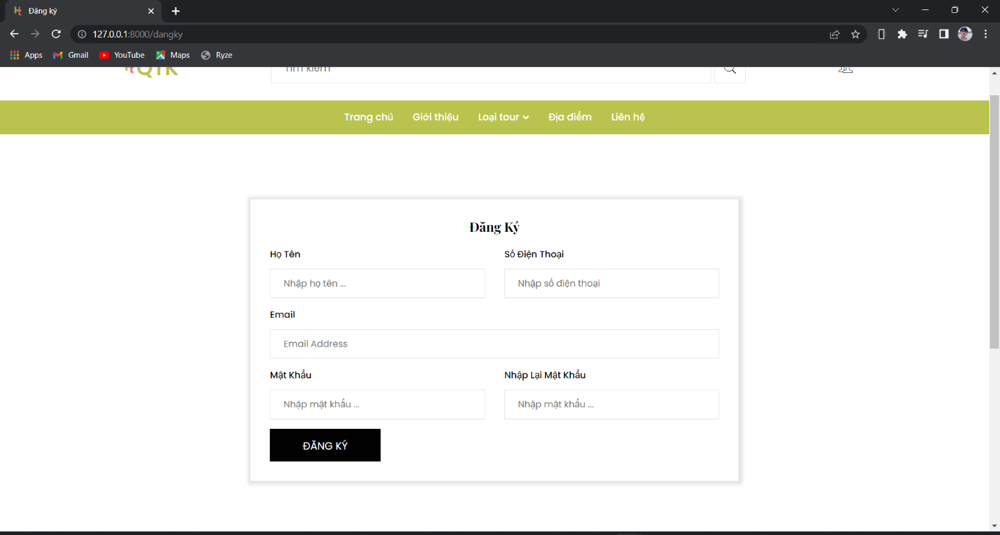 Đăng ký
127.0.0.1:8000/dangky
Apps Gmail YouTube Maps Ryze
QTK
Tìm kiếm
Trang chủ Giới thiệu Loại tour Địa điểm Liên hệ
Đăng Ký
Họ Tên Số Điện Thoại
Nhập họ tên ... Nhập số điện thoại
Email
Email Address
Mật Khẩu Nhập Lại Mật Khẩu
Nhập mật khẩu ... Nhập mật khẩu ...
ĐĂNG KÝ